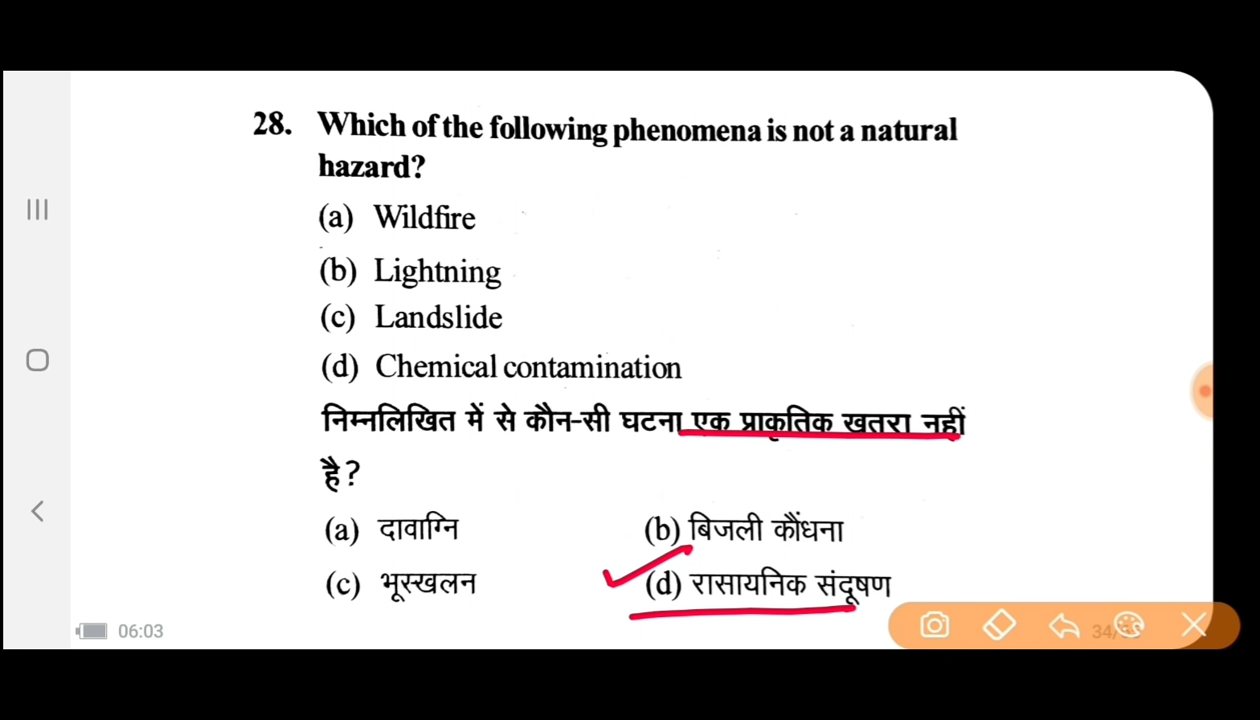 28. Which of the following phenomena is not a natural
hazard?
(a) Wildfire
(b) Lightning
(c) Landslide
(d) Chemical contamination
निम्नलिखित में से कौन-सी घटना एक प्राकृतिक खतरा नहीं
है?
(a) दावाग्नि (b) बिजली कौंधना
(c) भूस्खलन (d) रासायनिक संदूषण
06:03